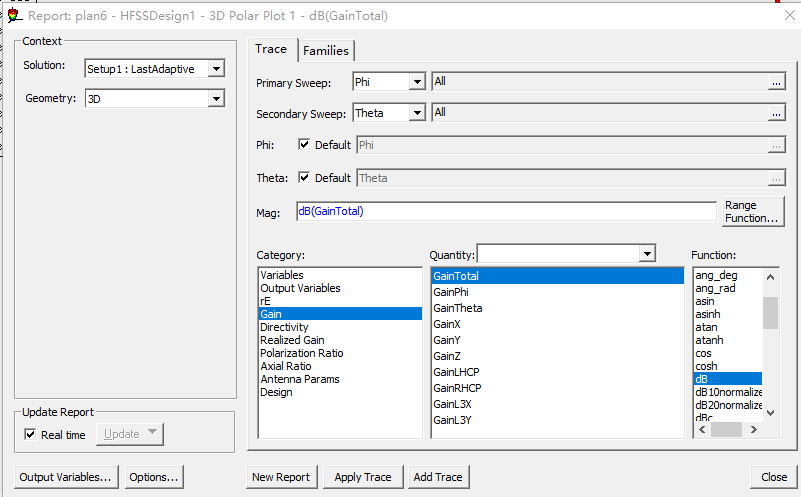 Report: plan6 - HFSSDesign1 - 3D Polar Plot 1 - dB(GainTotal)
Context
Solution: Setup1 : LastAdaptive
Geometry: 3D
Trace Families
Primary Sweep: Phi All ...
Secondary Sweep: Theta All ...
Phi: Default Phi ...
Theta: Default Theta ...
Mag: dB(GainTotal) Range Function...
Category: Quantity: Function:
Variables
Output Variables
rE
Gain
Directivity
Realized Gain
Polarization Ratio
Axial Ratio
Antenna Params
Design
GainTotal
GainPhi
GainTheta
GainX
GainY
GainZ
GainLHCP
GainRHCP
GainL3X
GainL3Y
ang_deg
ang_rad
asin
asinh
atan
atanh
cos
cosh
dB
dB10normalize
dB20normalize
dBc
Update Report
Real time Update
Output Variables... Options... New Report Apply Trace Add Trace Close